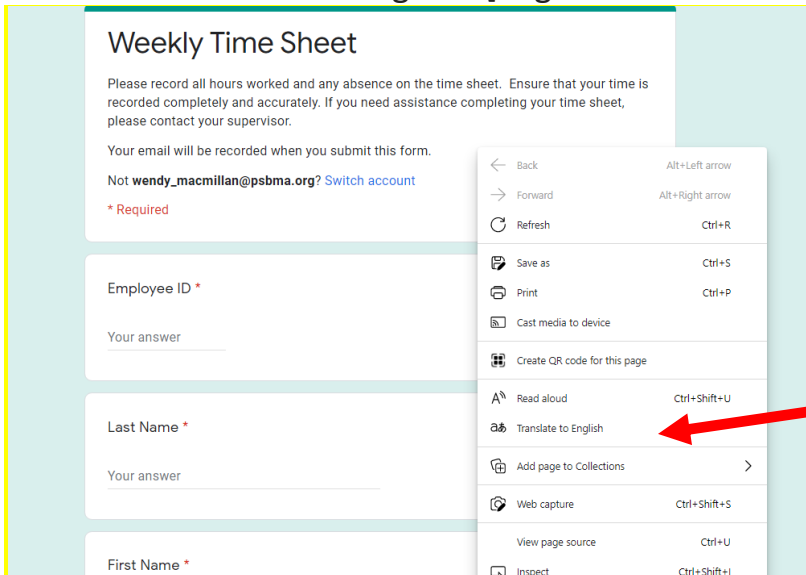 Weekly Time Sheet
Please record all hours worked and any absence on the time sheet. Ensure that your time is
recorded completely and accurately. If you need assistance completing your time sheet,
please contact your supervisor.
Your email will be recorded when you submit this form.
Not wendy_macmillan@psbma.org? Switch account
* Required
Employee ID *
Your answer
Last Name *
Your answer
First Name *
Back Alt+Left arrow
Forward Alt+Right arrow
Refresh Ctrl+R
Save as Ctrl+S
Print Ctrl+P
Cast media to device
Create QR code for this page
Read aloud Ctrl+Shift+U
Translate to English
Add page to Collections
Web capture Ctrl+Shift+S
View page source Ctrl+U
Inspect Ctrl+Shift+I